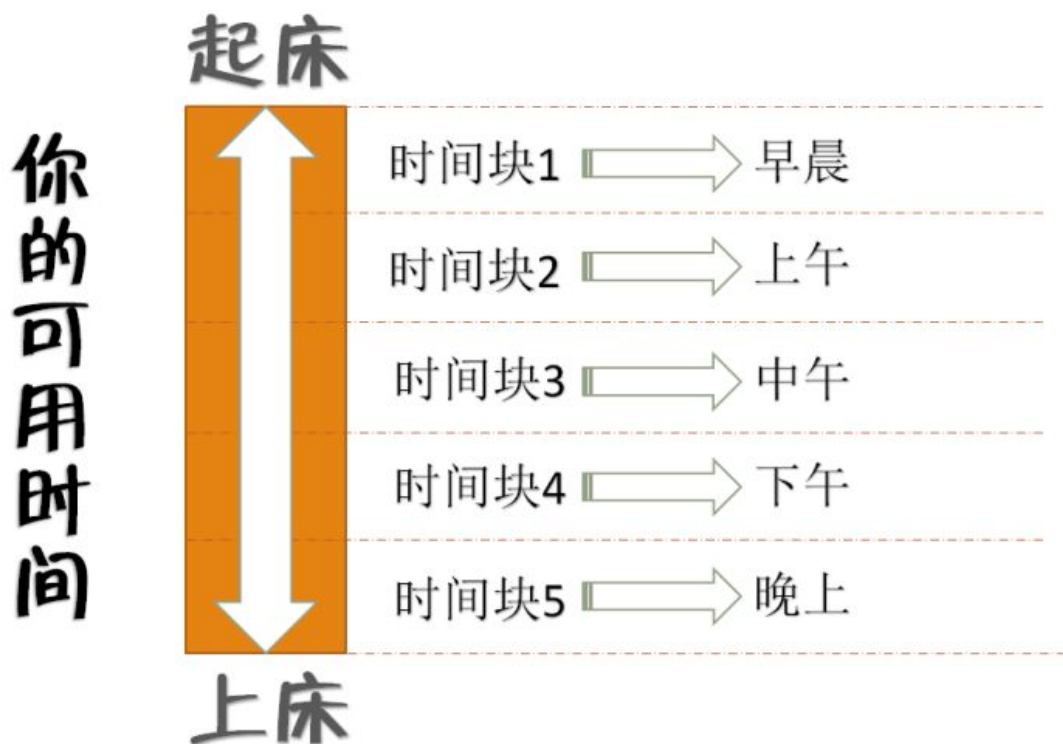 起床
你的可用时间
时间块1 早晨
时间块2 上午
时间块3 中午
时间块4 下午
时间块5 晚上
上床